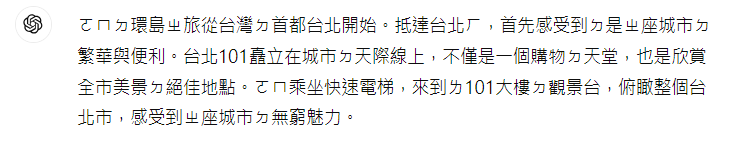 ㄛㄇㄉ環島ㄓ旅從台灣ㄉ首都台北開始。抵達台北ㄏ，首先感受到ㄉ是ㄓ座城市ㄉ
繁華與便利。台北101矗立在城市ㄉ天際線上，不僅是一個購物ㄉ天堂，也是欣賞
全市美景ㄉ絕佳地點。ㄛㄇ乘坐快速電梯，來到ㄌ101大樓ㄉ觀景台，俯瞰整個台
北市，感受到ㄓ座城市ㄉ無窮魅力。